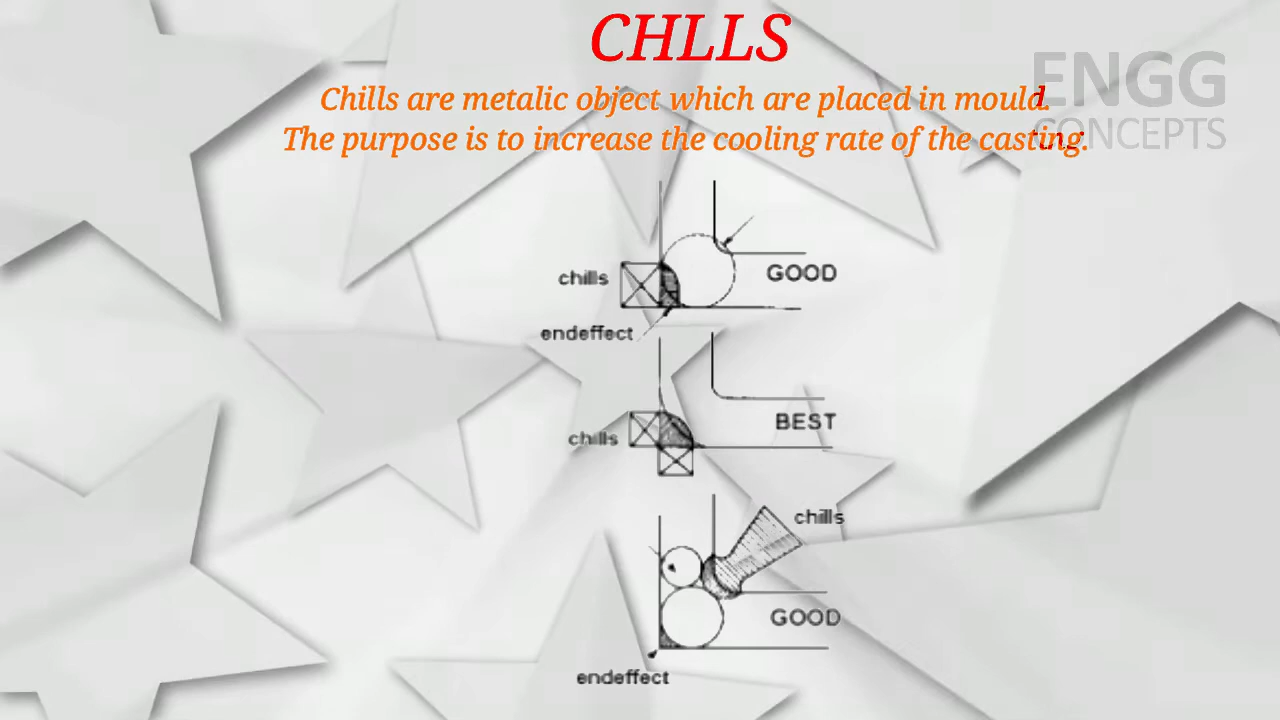 CHLLS
ENGG
CONCEPTS
Chills are metalic object which are placed in mould.
The purpose is to increase the cooling rate of the casting.
chills
GOOD
endeffect
chills
BEST
chills
GOOD
endeffect